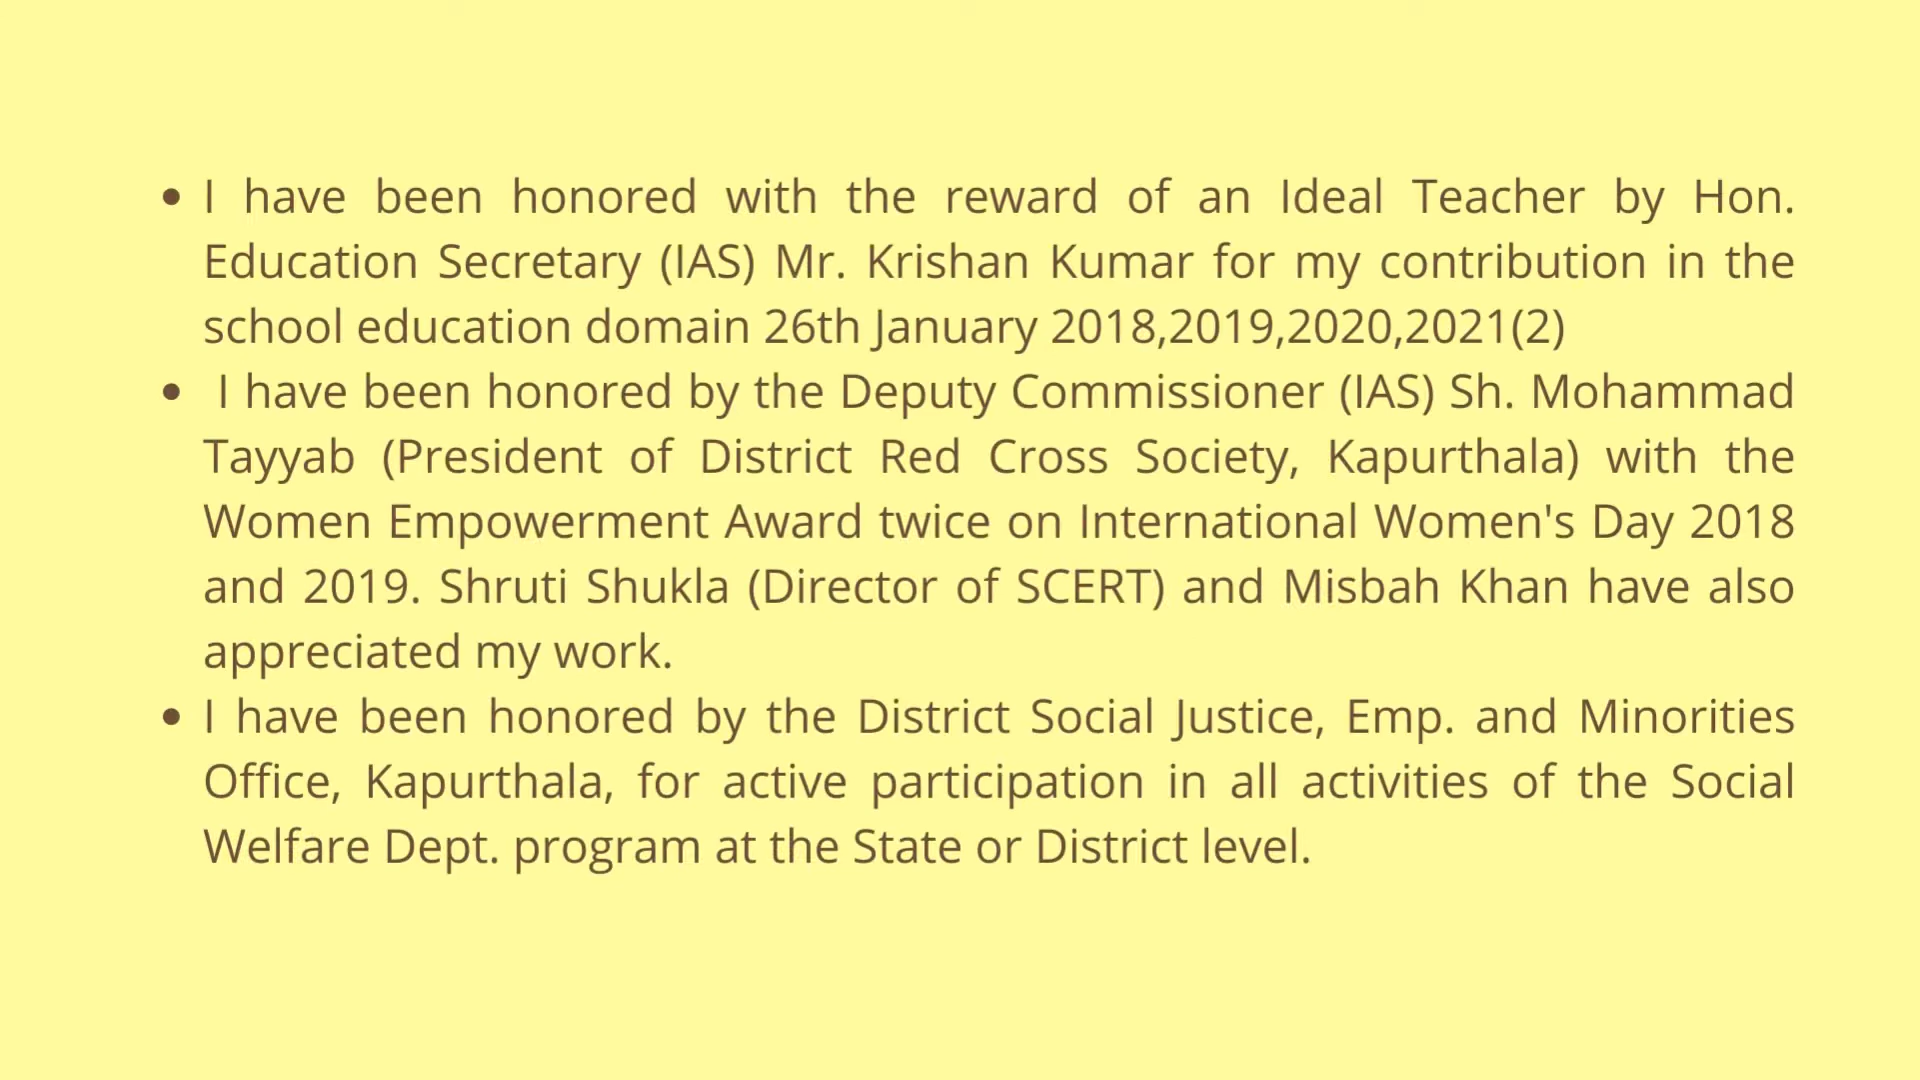 • I have been honored with the reward of an Ideal Teacher by Hon.
Education Secretary (IAS) Mr. Krishan Kumar for my contribution in the
school education domain 26th January 2018,2019,2020,2021(2)
• I have been honored by the Deputy Commissioner (IAS) Sh. Mohammad
Tayyab (President of District Red Cross Society, Kapurthala) with the
Women Empowerment Award twice on International Women's Day 2018
and 2019. Shruti Shukla (Director of SCERT) and Misbah Khan have also
appreciated my work.
• I have been honored by the District Social Justice, Emp. and Minorities
Office, Kapurthala, for active participation in all activities of the Social
Welfare Dept. program at the State or District level.